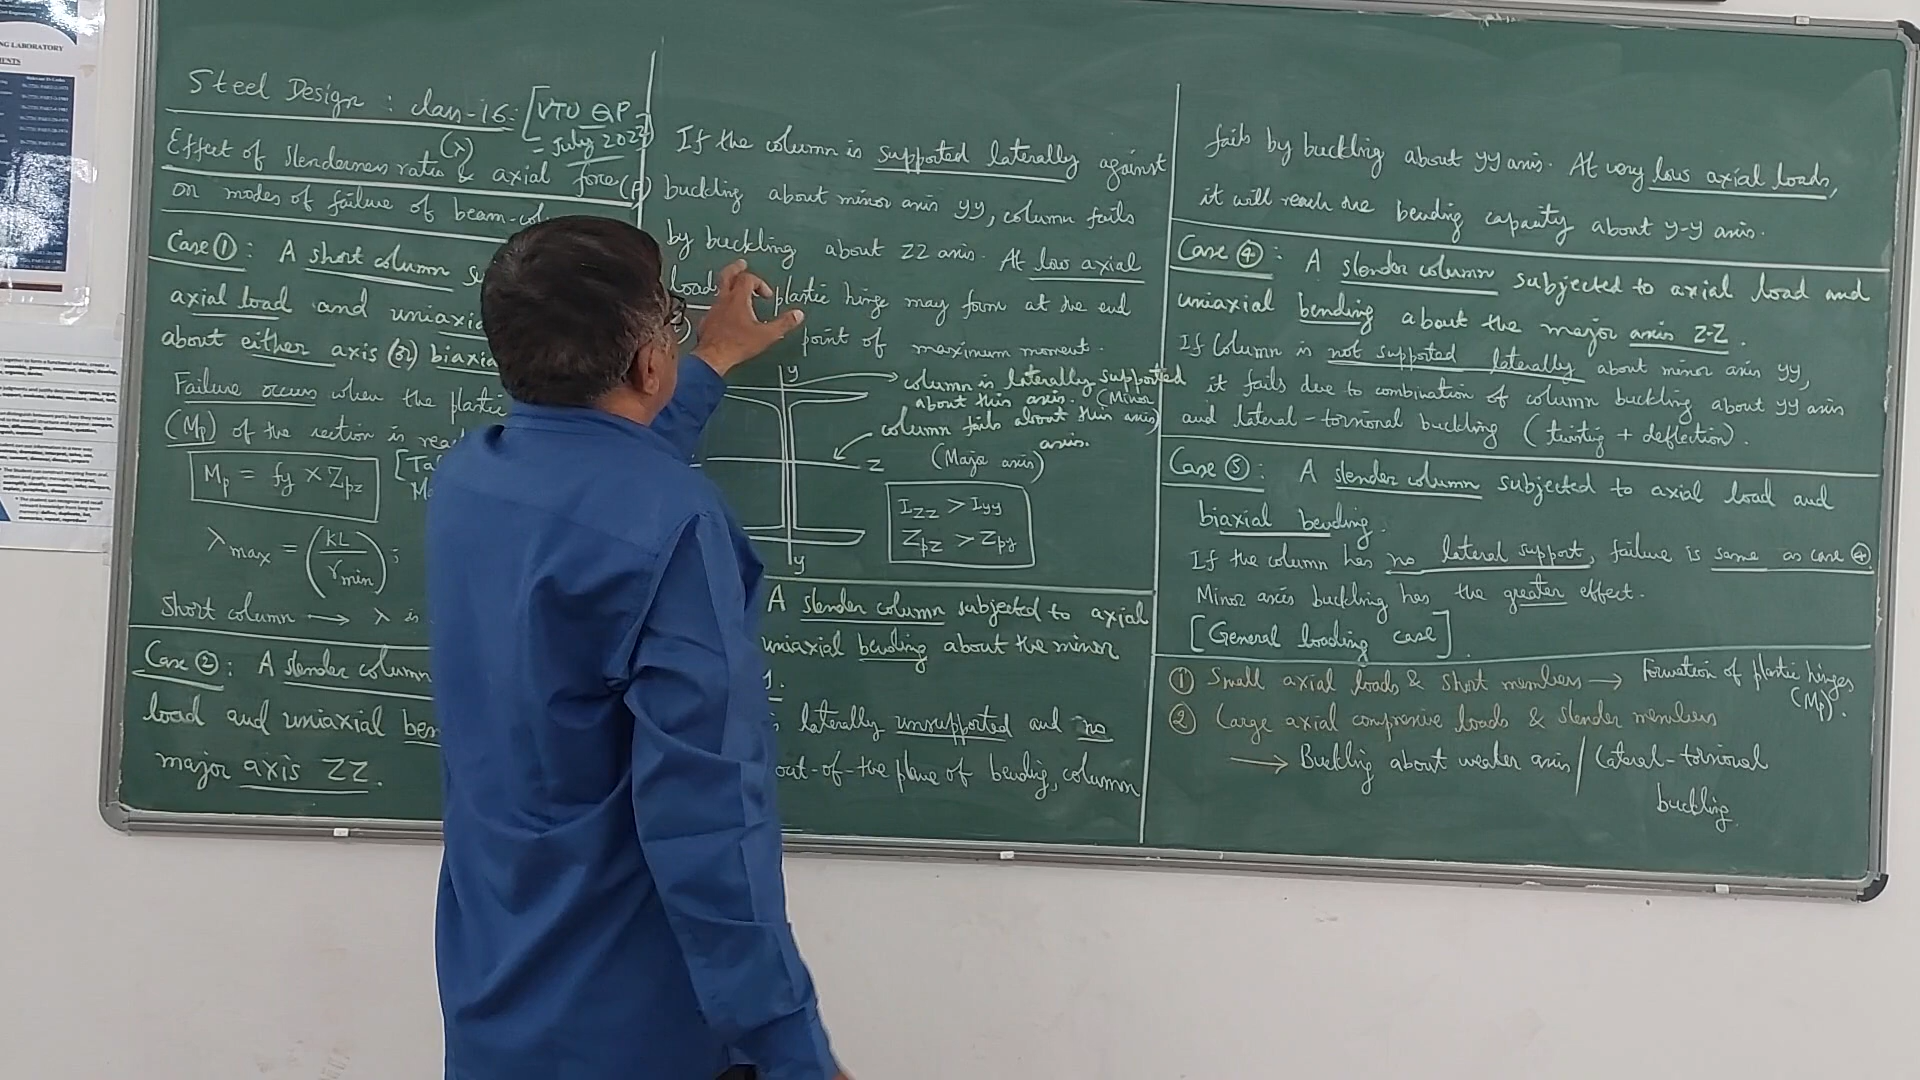 NG LABORATORY
Steel Design : class-16: [VTU QP
- July 2022]
Effect of slenderness ratio (λ) & axial force (P)
on modes of failure of beam-col
Case ①: A short column
axial load and uniaxia
about either axis (or) biaxia
Failure occurs when the plastic
(Mp) of the section is rea
Mp = fy × Zpz [Ta
λmax = (KL / rmin);
Short column → λ is
Case ②: A slender column
load and uniaxial ben
major axis ZZ.
If the column is supported laterally against
buckling about minor axis yy, column fails
by buckling about ZZ axis. At low axial
load plastic hinge may form at the end
point of maximum moment.
y
column is laterally supported
about this axis. (Minor
axis)
column fails about this
axis.
z
(Major axis)
IZZ > Iyy
Zpz > Zpy
y
A slender column subjected to axial
uniaxial bending about the minor
laterally unsupported and no
out-of-the plane of bending, column
fails by buckling about yy axis. At very low axial loads,
it will reach the bending capacity about y-y axis.
Case ④: A slender column subjected to axial load and
uniaxial bending about the major axis Z-Z.
If Column is not supported laterally about minor axis yy,
it fails due to combination of column buckling about yy axis
and lateral-torsional buckling (twisting + deflection).
Case ⑤: A slender column subjected to axial load and
biaxial bending.
If the column has no lateral support, failure is same as case ④.
Minor axis buckling has the greater effect.
[General loading case].
① Small axial loads & short members → Formation of plastic hinges
(Mp).
② Large axial compressive loads & slender members
→ Buckling about weaker axis / Lateral-torsional
buckling.